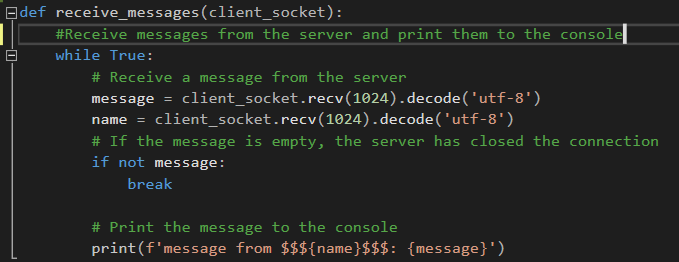 def receive_messages(client_socket):
    #Receive messages from the server and print them to the console
    while True:
        # Receive a message from the server
        message = client_socket.recv(1024).decode('utf-8')
        name = client_socket.recv(1024).decode('utf-8')
        # If the message is empty, the server has closed the connection
        if not message:
            break

        # Print the message to the console
        print(f'message from $$${name}$$$: {message}')